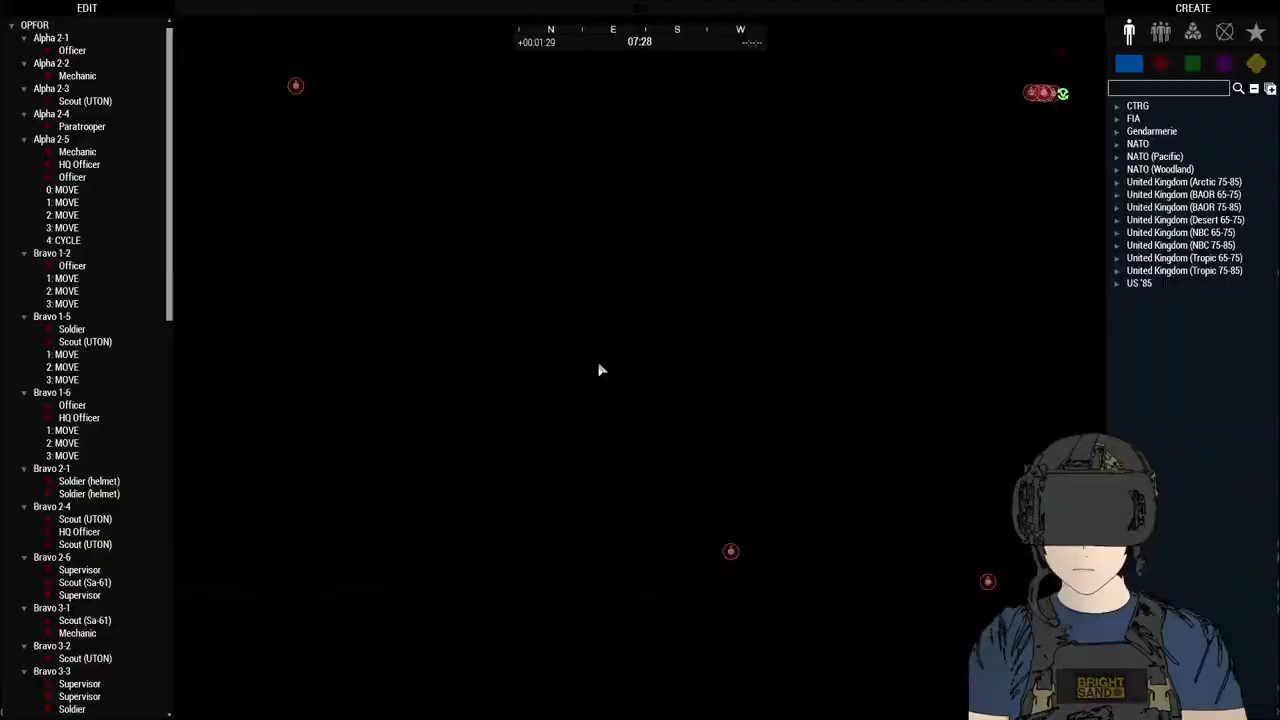 EDIT
OPFOR
Alpha 2-1
Officer
Alpha 2-2
Mechanic
Alpha 2-3
Scout (UTON)
Alpha 2-4
Paratrooper
Alpha 2-5
Mechanic
HQ Officer
Officer
0: MOVE
1: MOVE
2: MOVE
3: MOVE
4: CYCLE
Bravo 1-2
Officer
1: MOVE
2: MOVE
3: MOVE
Bravo 1-5
Soldier
Scout (UTON)
1: MOVE
2: MOVE
3: MOVE
Bravo 1-6
Officer
HQ Officer
1: MOVE
2: MOVE
3: MOVE
Bravo 2-1
Soldier (helmet)
Soldier (helmet)
Bravo 2-4
Scout (UTON)
HQ Officer
Scout (UTON)
Bravo 2-6
Supervisor
Scout (Sa-61)
Supervisor
Bravo 3-1
Scout (Sa-61)
Mechanic
Bravo 3-2
Scout (UTON)
Bravo 3-3
Supervisor
Supervisor
Soldier
N E S W
+00:01:29 07:28 --:--:--
CREATE
CTRG
FIA
Gendarmerie
NATO
NATO (Pacific)
NATO (Woodland)
United Kingdom (Arctic 75-85)
United Kingdom (BAOR 65-75)
United Kingdom (BAOR 75-85)
United Kingdom (Desert 65-75)
United Kingdom (NBC 65-75)
United Kingdom (NBC 75-85)
United Kingdom (Tropic 65-75)
United Kingdom (Tropic 75-85)
US '85
BRIGHT
SAND